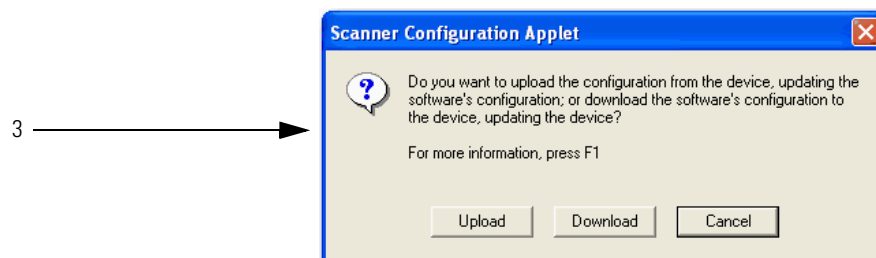 Scanner Configuration Applet
Do you want to upload the configuration from the device, updating the
software's configuration; or download the software's configuration to
the device, updating the device?
3
For more information, press F1
Upload Download Cancel